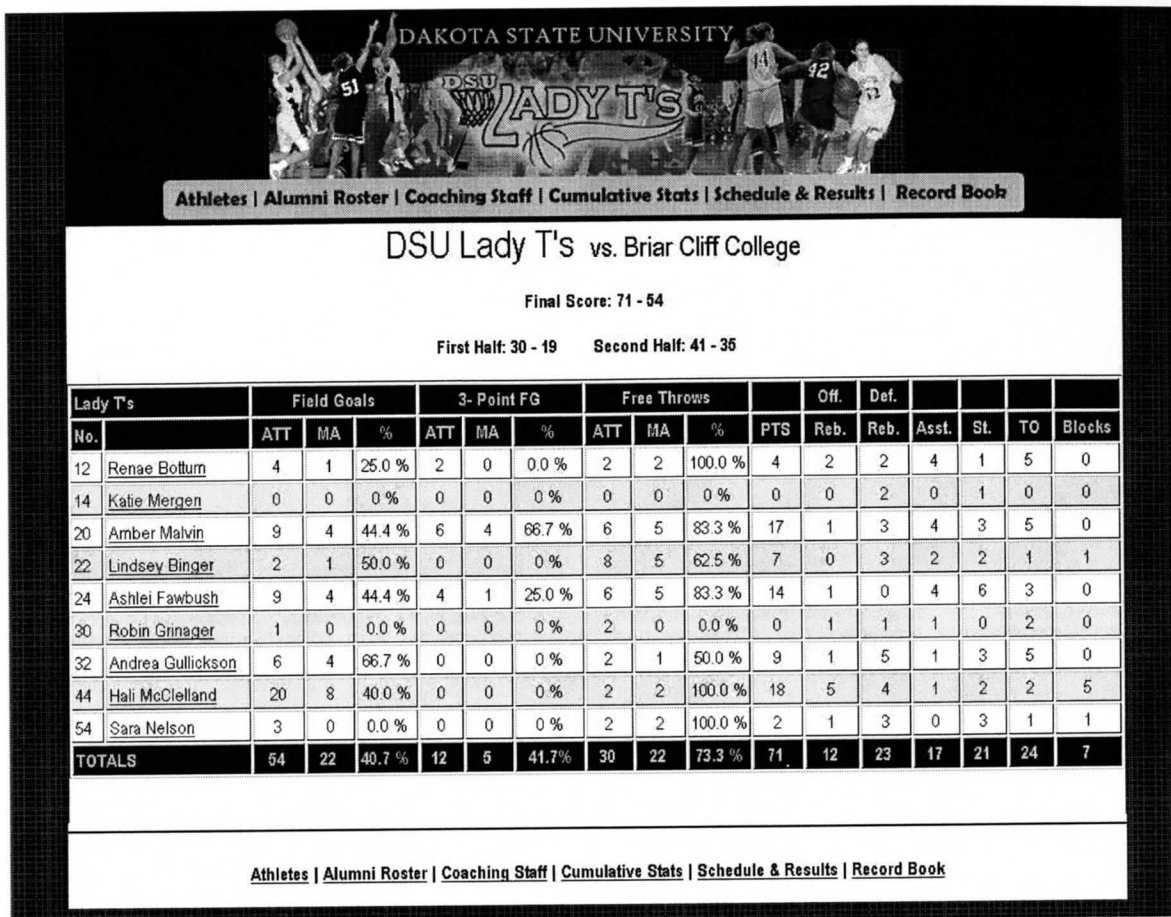 DAKOTA STATE UNIVERSITY
51
DSU
LADY T'S
44
42
Athletes | Alumni Roster | Coaching Staff | Cumulative Stats | Schedule & Results | Record Book
DSU Lady T's vs. Briar Cliff College
Final Score: 71 - 54
First Half: 30 - 19 Second Half: 41 - 35
Lady T's Field Goals 3- Point FG Free Throws Off. Def.
No. ATT MA % ATT MA % ATT MA % PTS Reb. Reb. Asst. St. TO Blocks
12 Renae Botturn 4 1 25.0 % 2 0 0.0 % 2 2 100.0 % 4 2 2 4 1 5 0
14 Katie Mergen 0 0 0 % 0 0 0 % 0 0 0 % 0 0 2 0 1 0 0
20 Amber Malvin 9 4 44.4 % 6 4 66.7 % 6 5 83.3 % 17 1 3 4 3 5 0
22 Lindsey Binger 2 1 50.0 % 0 0 0 % 8 5 62.5 % 7 0 3 2 2 1 1
24 Ashlei Fawbush 9 4 44.4 % 4 1 25.0 % 6 5 83.3 % 14 1 0 4 6 3 0
30 Robin Grinager 1 0 0.0 % 0 0 0 % 2 0 0.0 % 0 1 1 1 0 2 0
32 Andrea Gullickson 6 4 66.7 % 0 0 0 % 2 1 50.0 % 9 1 5 1 3 5 0
44 Hali McClelland 20 8 40.0 % 0 0 0 % 2 2 100.0 % 18 5 4 1 2 2 5
54 Sara Nelson 3 0 0.0 % 0 0 0 % 2 2 100.0 % 2 1 3 0 3 1 1
TOTALS 54 22 40.7 % 12 5 41.7% 30 22 73.3 % 71 12 23 17 21 24 7
Athletes | Alumni Roster | Coaching Staff | Cumulative Stats | Schedule & Results | Record Book